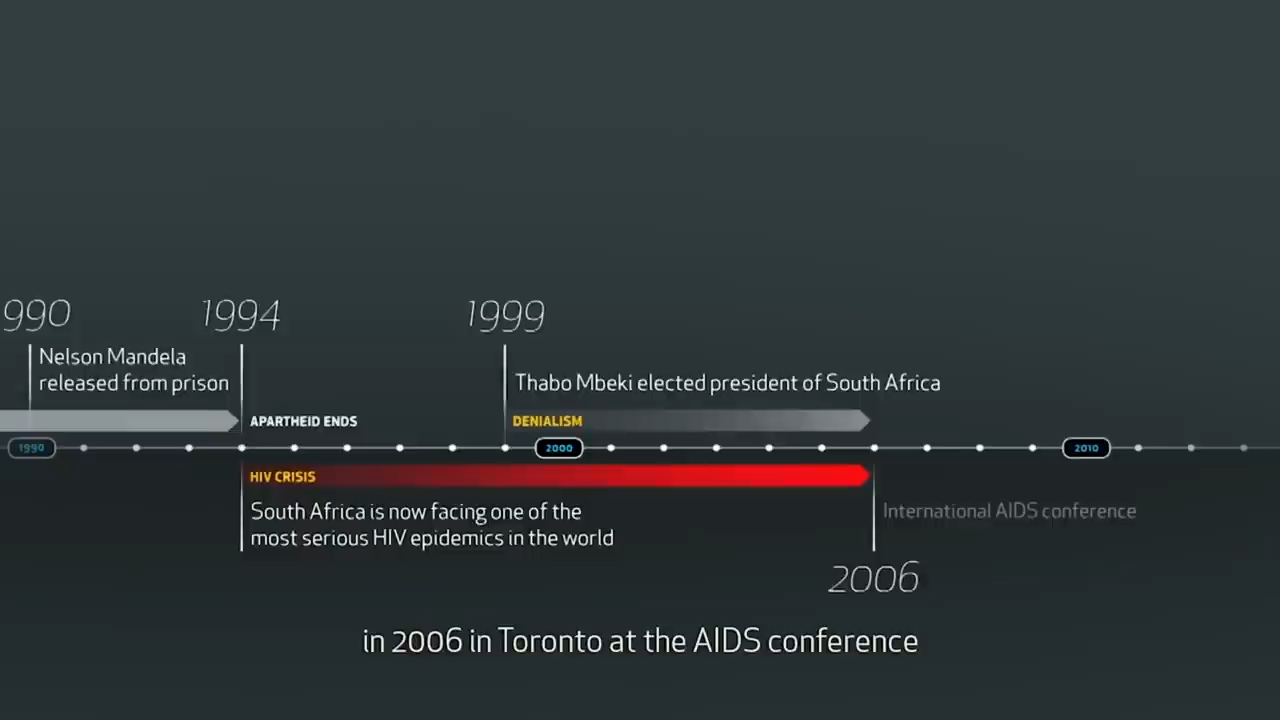 990
1994
1999
Nelson Mandela
released from prison
Thabo Mbeki elected president of South Africa
APARTHEID ENDS
DENIALISM
1990
2000
2010
HIV CRISIS
South Africa is now facing one of the
most serious HIV epidemics in the world
International AIDS conference
2006
in 2006 in Toronto at the AIDS conference